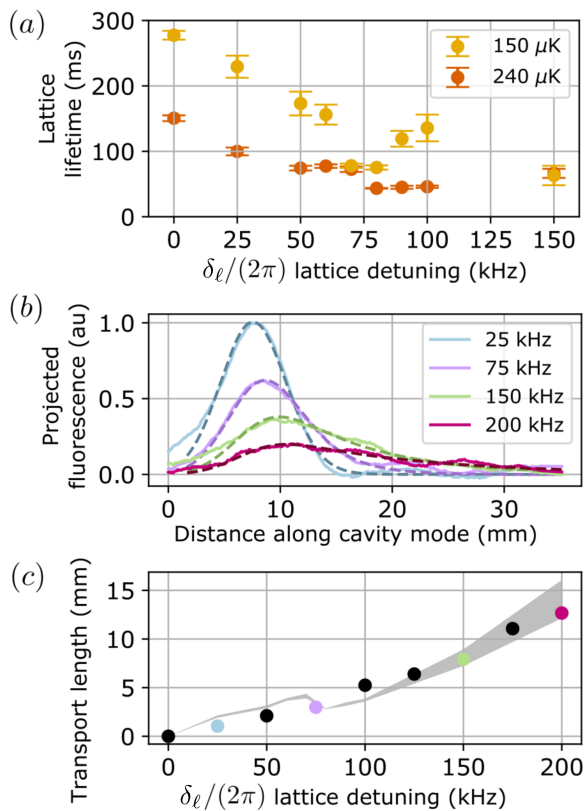 (a)
Lattice
lifetime (ms)
300
200
100
0
150 μK
240 μK
0 25 50 75 100 125 150
δℓ/(2π) lattice detuning (kHz)
(b)
Projected
fluorescence (au)
1.0
0.5
0.0
25 kHz
75 kHz
150 kHz
200 kHz
0 10 20 30
Distance along cavity mode (mm)
(c)
Transport length (mm)
15
10
5
0
0 50 100 150 200
δℓ/(2π) lattice detuning (kHz)